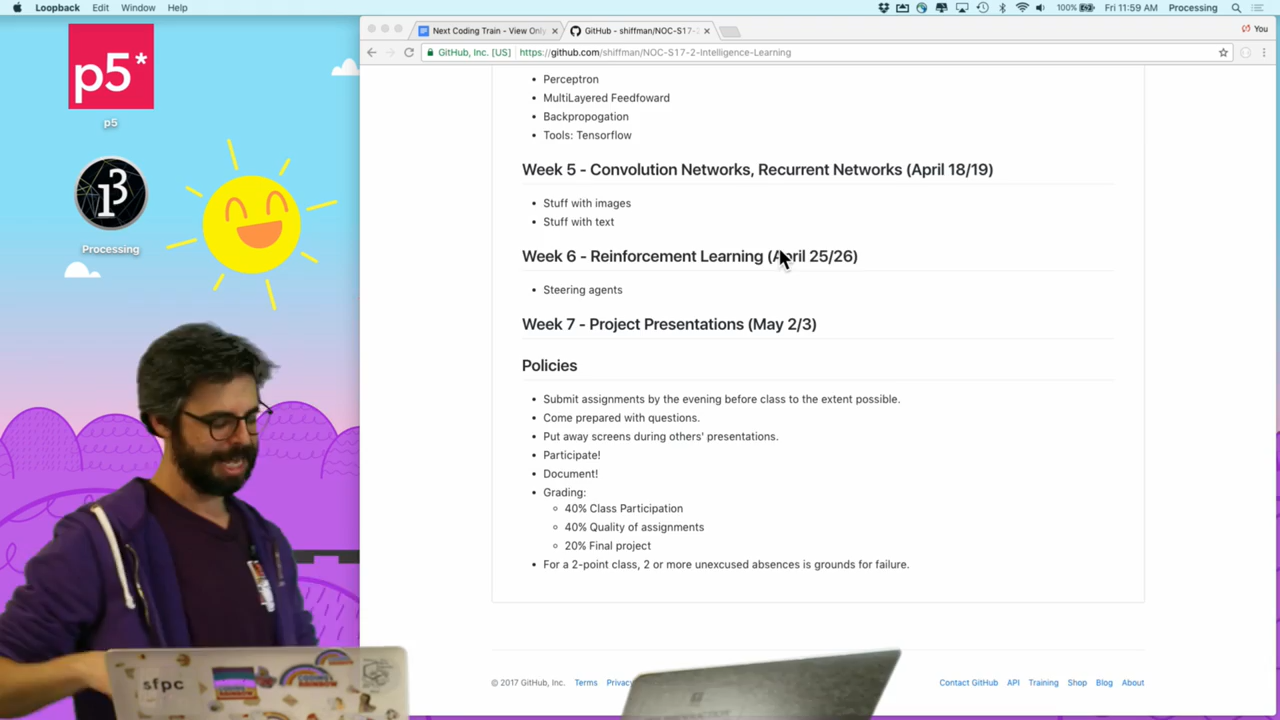 Loopback Edit Window Help
100% Fri 11:59 AM Processing
Next Coding Train - View Only
GitHub - shiffman/NOC-S17-2
You
GitHub, Inc. [US] https://github.com/shiffman/NOC-S17-2-Intelligence-Learning
p5*
p5
Processing
Perceptron
MultiLayered Feedfoward
Backpropogation
Tools: Tensorflow
Week 5 - Convolution Networks, Recurrent Networks (April 18/19)
Stuff with images
Stuff with text
Week 6 - Reinforcement Learning (April 25/26)
Steering agents
Week 7 - Project Presentations (May 2/3)
Policies
Submit assignments by the evening before class to the extent possible.
Come prepared with questions.
Put away screens during others' presentations.
Participate!
Document!
Grading:
40% Class Participation
40% Quality of assignments
20% Final project
For a 2-point class, 2 or more unexcused absences is grounds for failure.
© 2017 GitHub, Inc. Terms Privac
Contact GitHub API Training Shop Blog About
sfpc